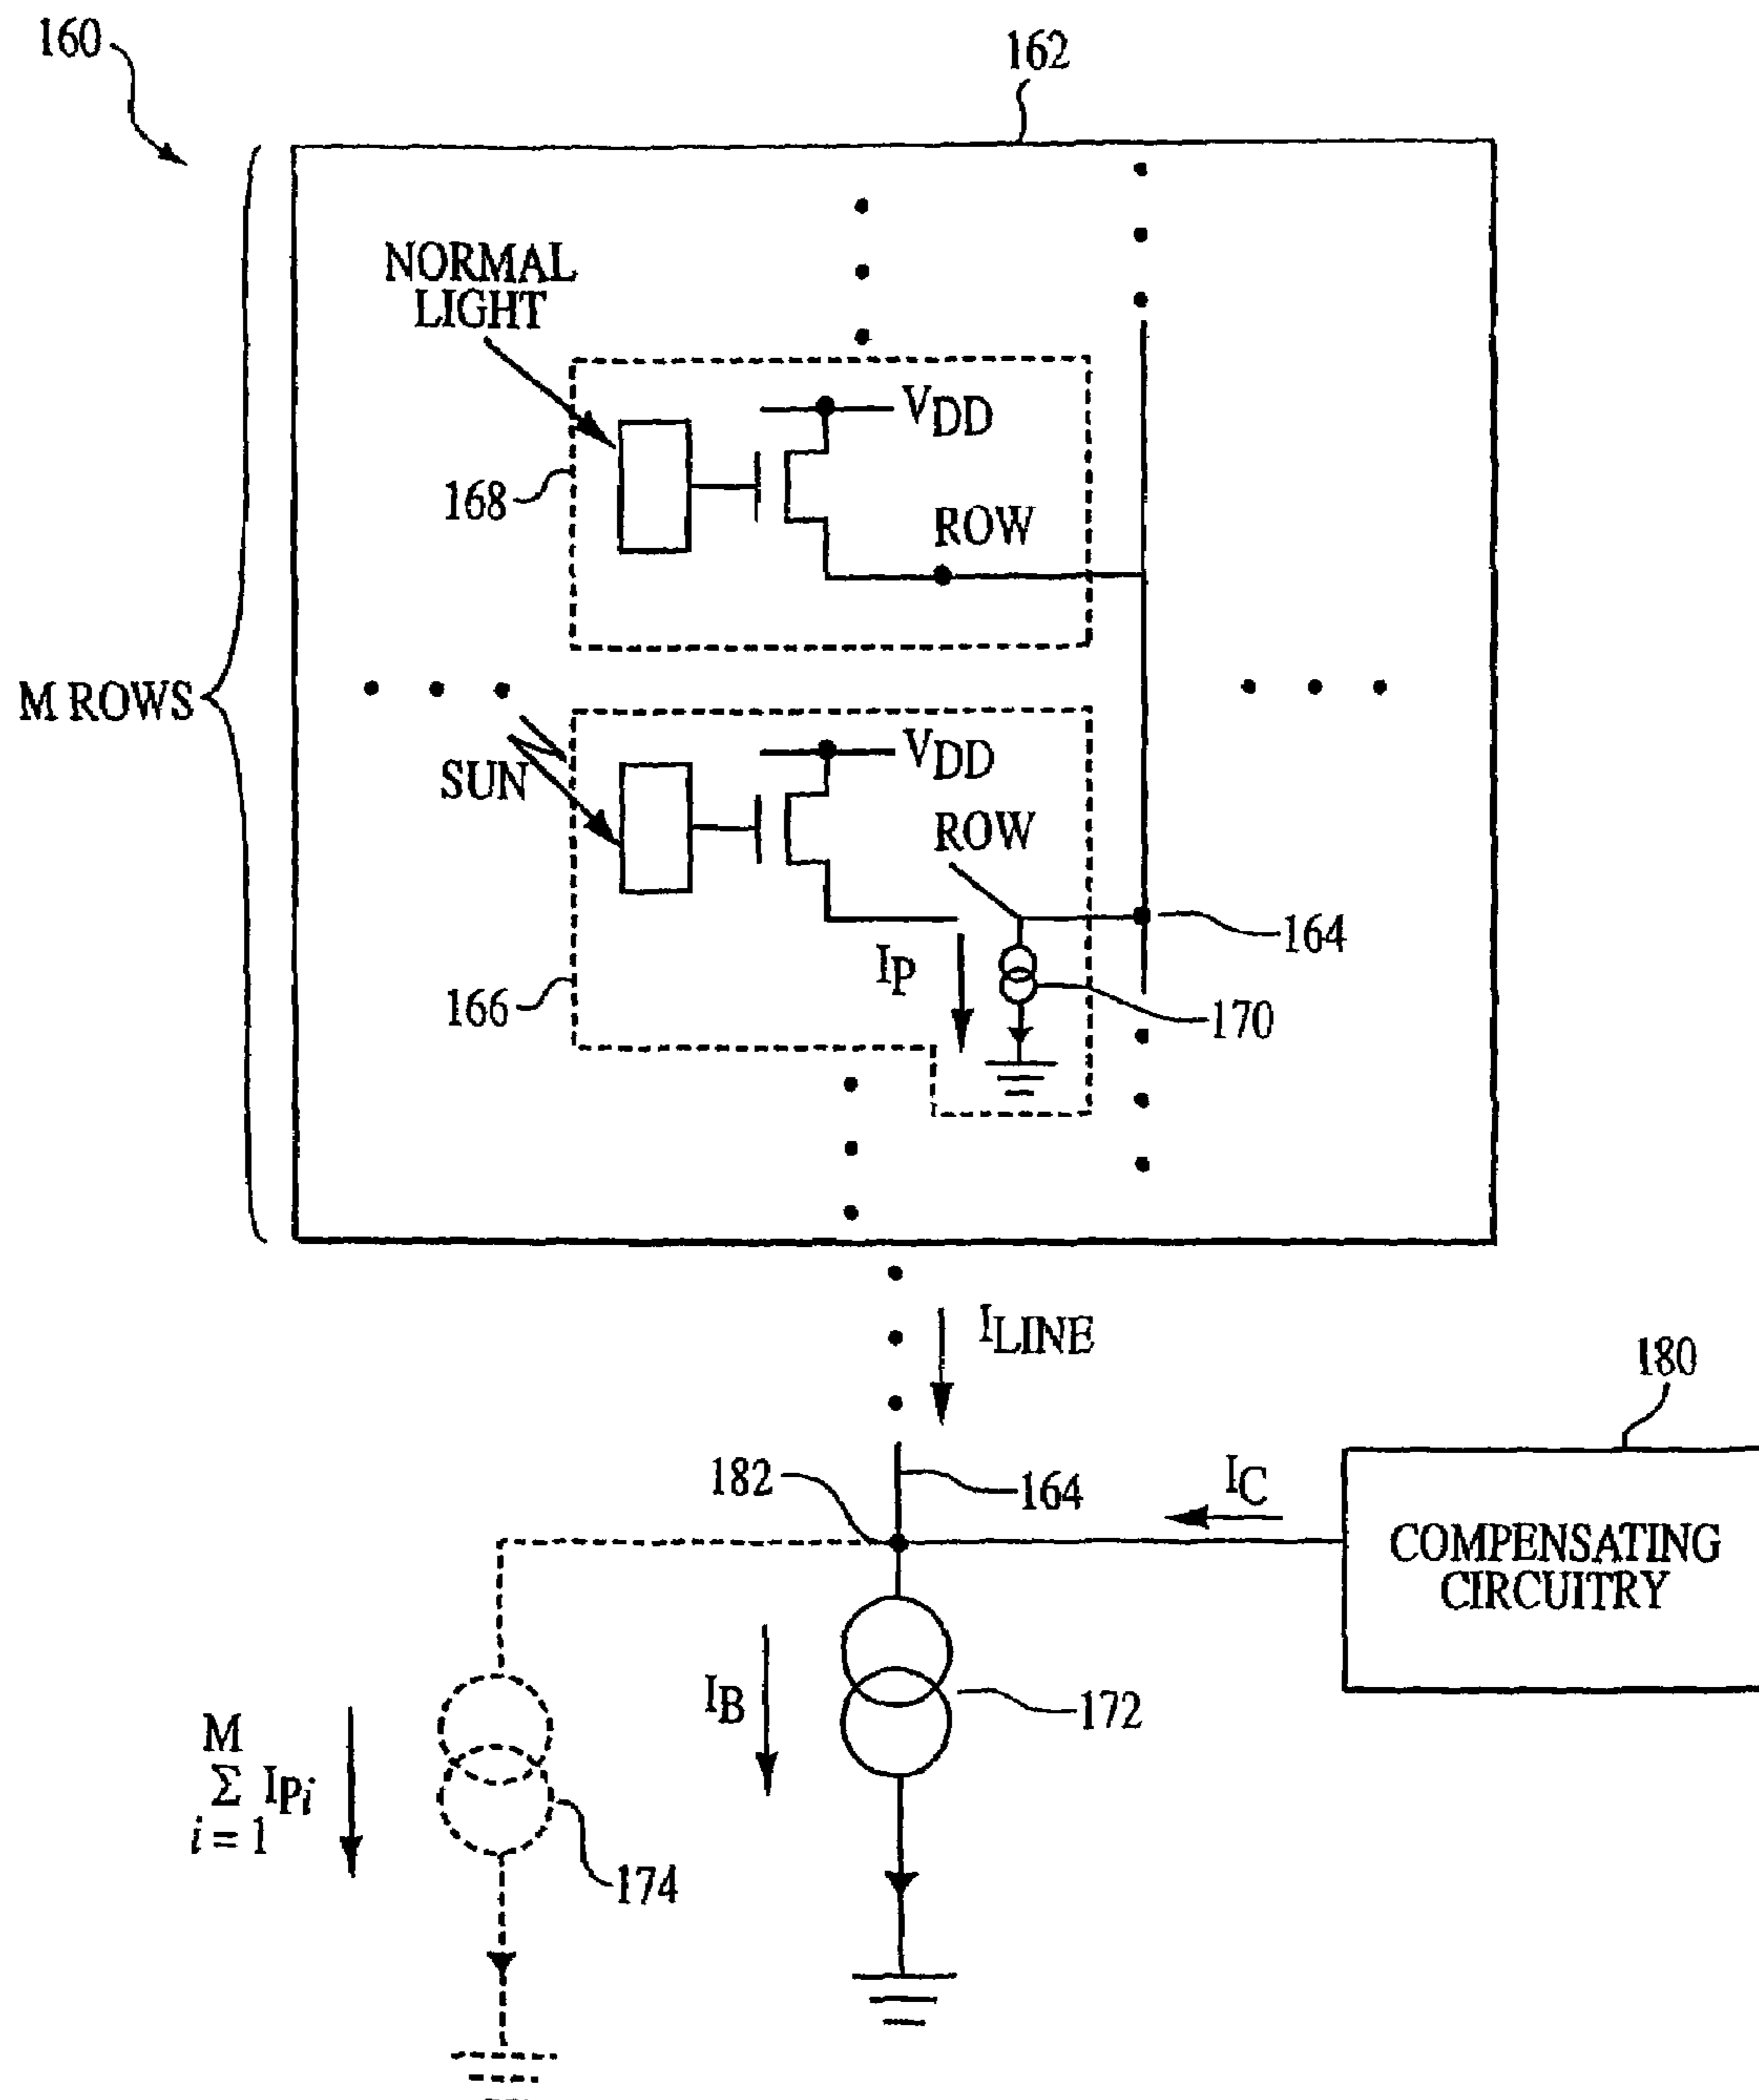 160
162
NORMAL
LIGHT
VDD
168
ROW
M ROWS
SUN
VDD
ROW
164
IP
166
170
ILINE
180
182
164
IC
COMPENSATING
CIRCUITRY
IB
172
M
Σ IPi
i = 1
174